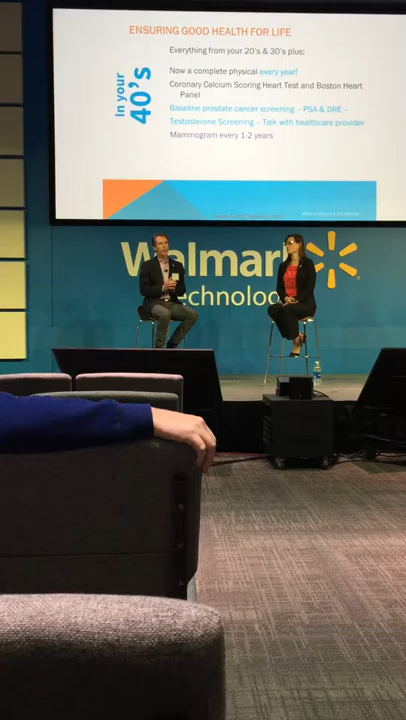 ENSURING GOOD HEALTH FOR LIFE
Everything from your 20's & 30's plus:
In your
40's
Now a complete physical every year!
Coronary Calcium Scoring Heart Test and Boston Heart
Panel
Baseline prostate cancer screening - PSA & DRE –
Testosterone Screening – Talk with healthcare provider
Mammogram every 1-2 years
Walmar
echnolo